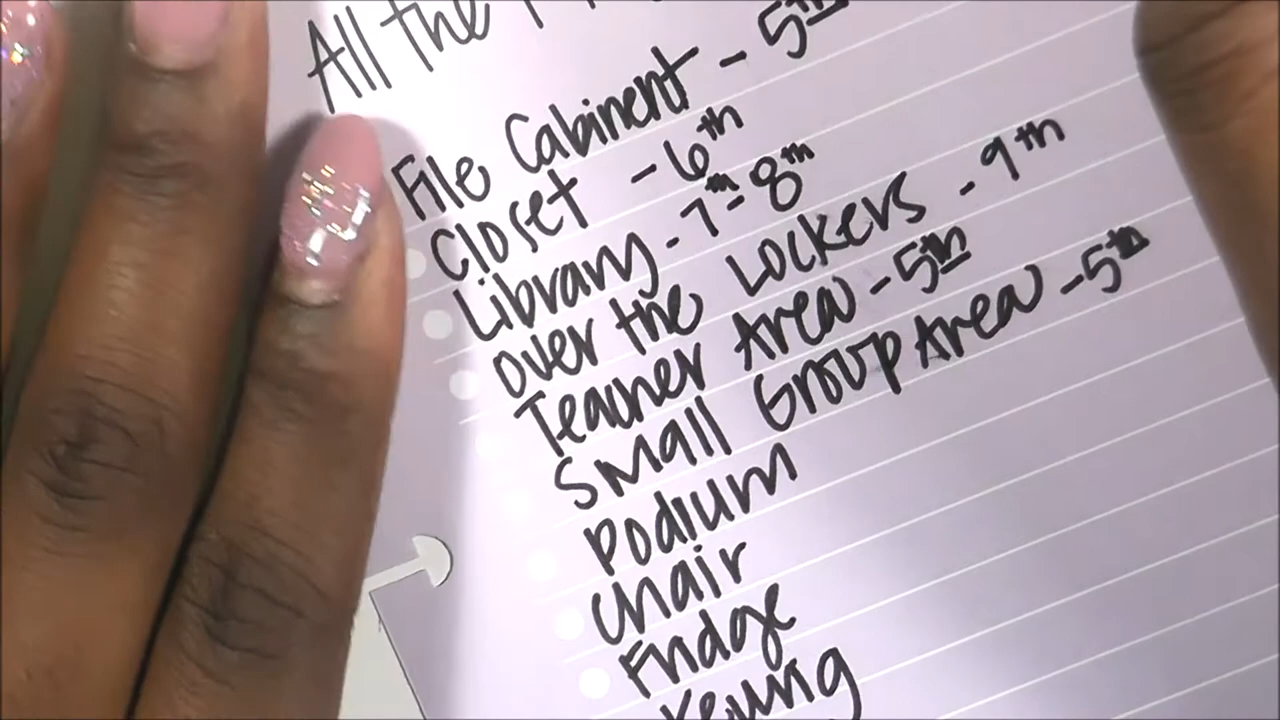 All the
File Cabinent - 5th
Closet - 6th
Library - 7th - 8th
over the Lockers - 9th
Teacher Area - 5th
Small Group Area - 5th
Podium
Chair
Fridge